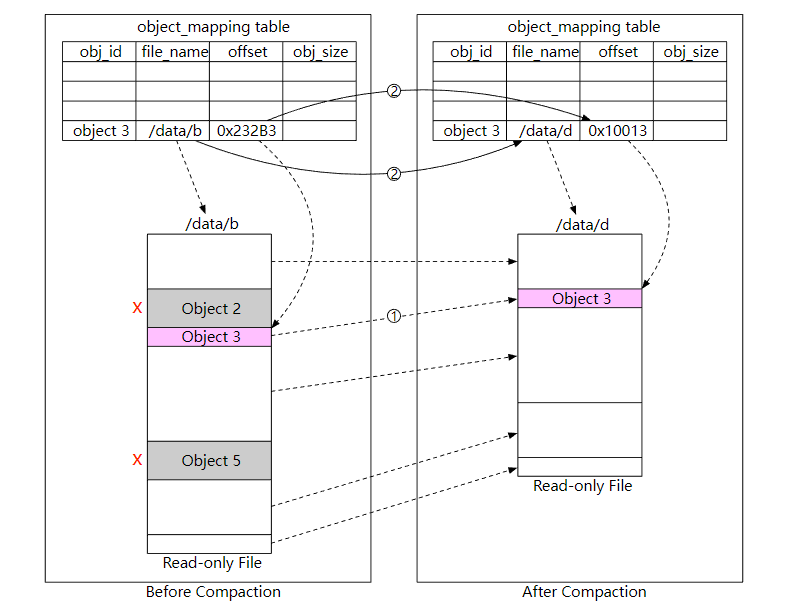 object_mapping table
obj_id file_name offset obj_size
object 3 /data/b 0x232B3
/data/b
X Object 2
Object 3
X Object 5
Read-only File
Before Compaction
2
2
1
object_mapping table
obj_id file_name offset obj_size
object 3 /data/d 0x10013
/data/d
Object 3
Read-only File
After Compaction